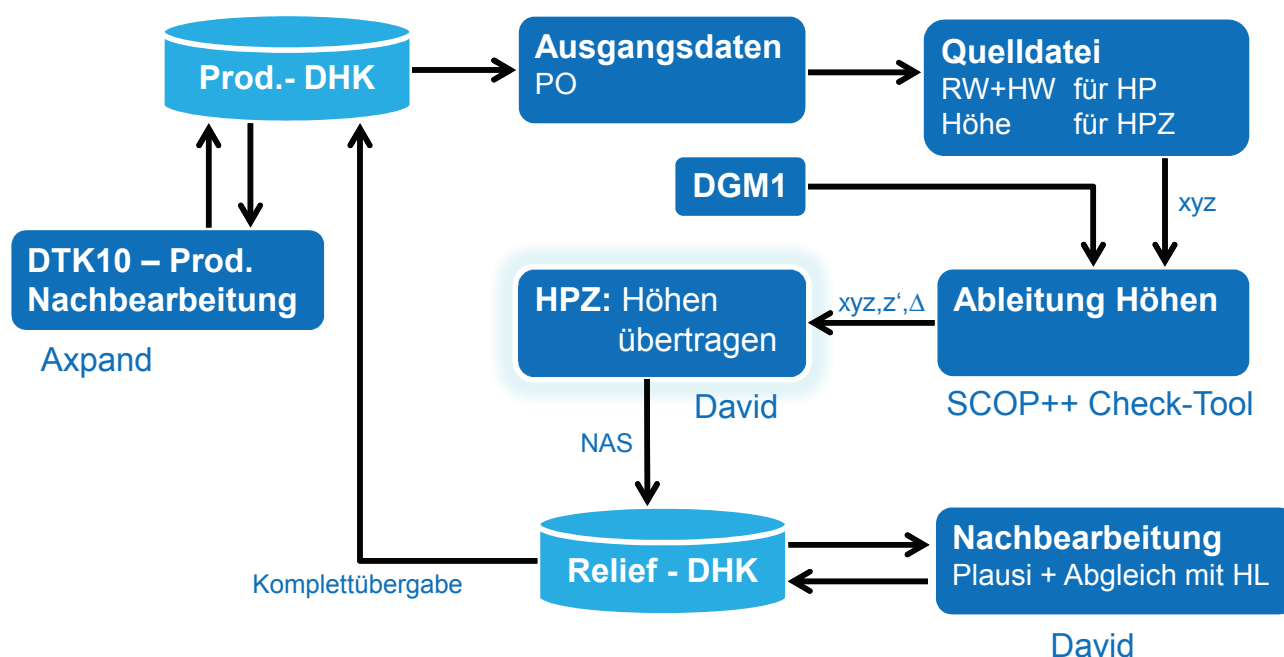 Prod.- DHK
Ausgangsdaten
PO
Quelldatei
RW+HW für HP
Höhe für HPZ
DGM1
xyz
DTK10 – Prod.
Nachbearbeitung
Axpand
HPZ: Höhen
übertragen
David
xyz,z‘,Δ
Ableitung Höhen
SCOP++ Check-Tool
NAS
Relief - DHK
Komplettübergabe
Nachbearbeitung
Plausi + Abgleich mit HL
David